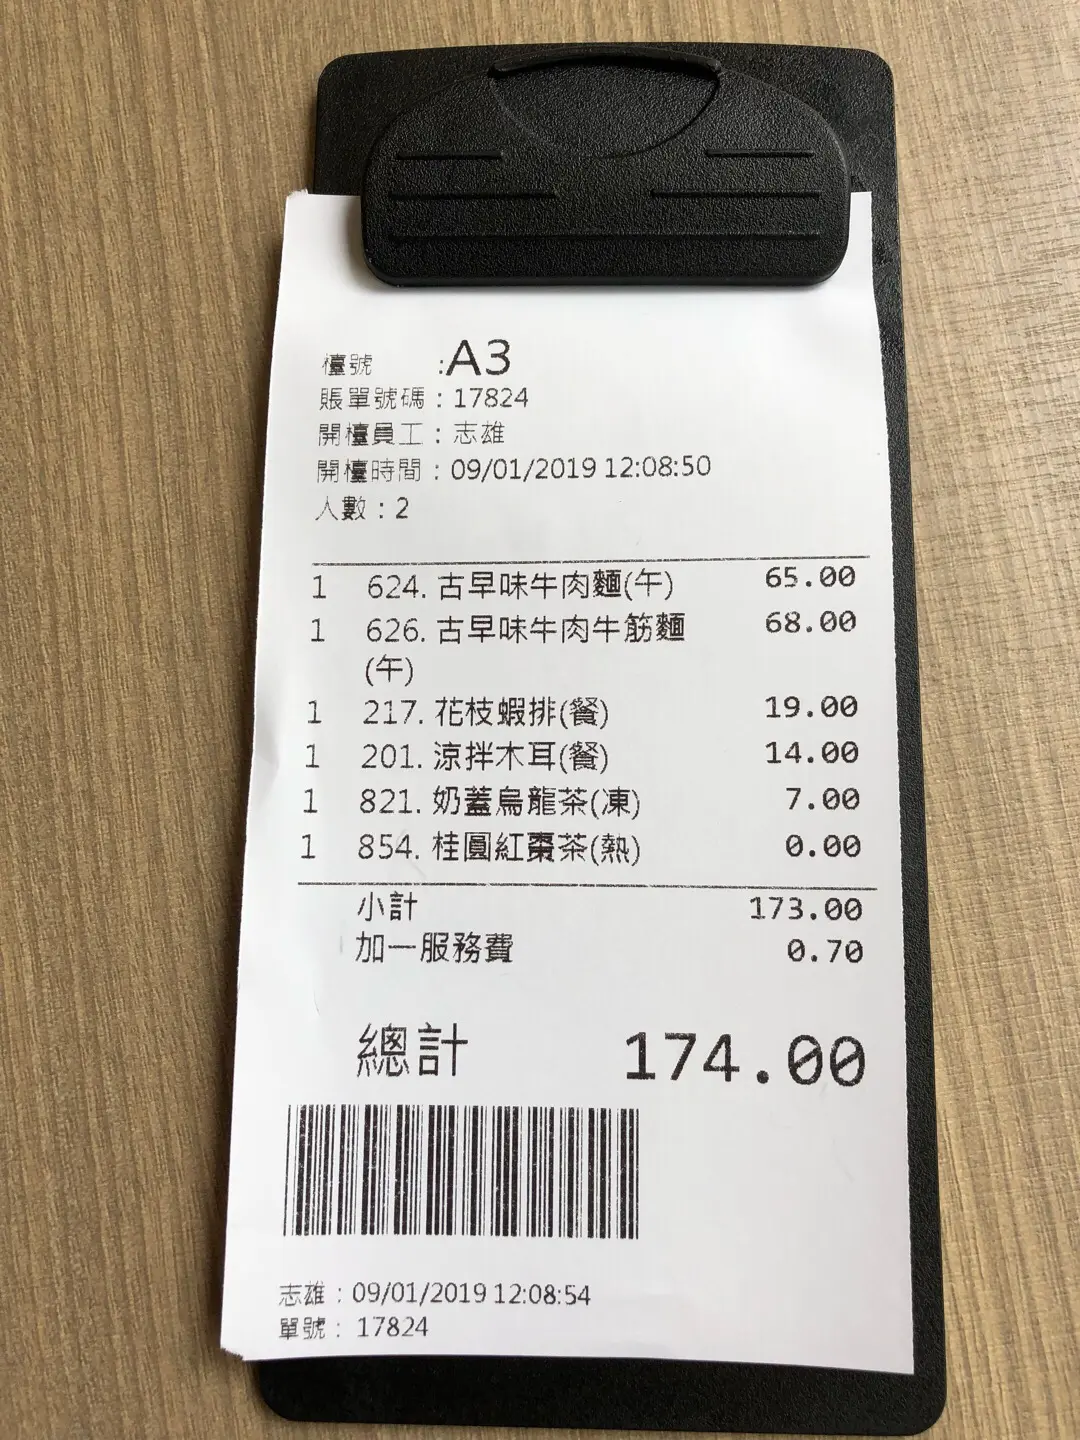 檯號 :A3
賬單號碼：17824
開檯員工：志雄
開檯時間：09/01/2019 12:08:50
人數：2
1 624. 古早味牛肉麵(午) 65.00
1 626. 古早味牛肉牛筋麵 68.00
(午)
1 217. 花枝蝦排(餐) 19.00
1 201. 涼拌木耳(餐) 14.00
1 821. 奶蓋烏龍茶(凍) 7.00
1 854. 桂圓紅棗茶(熱) 0.00
小計 173.00
加一服務費 0.70
總計 174.00
志雄：09/01/2019 12:08:54
單號：17824